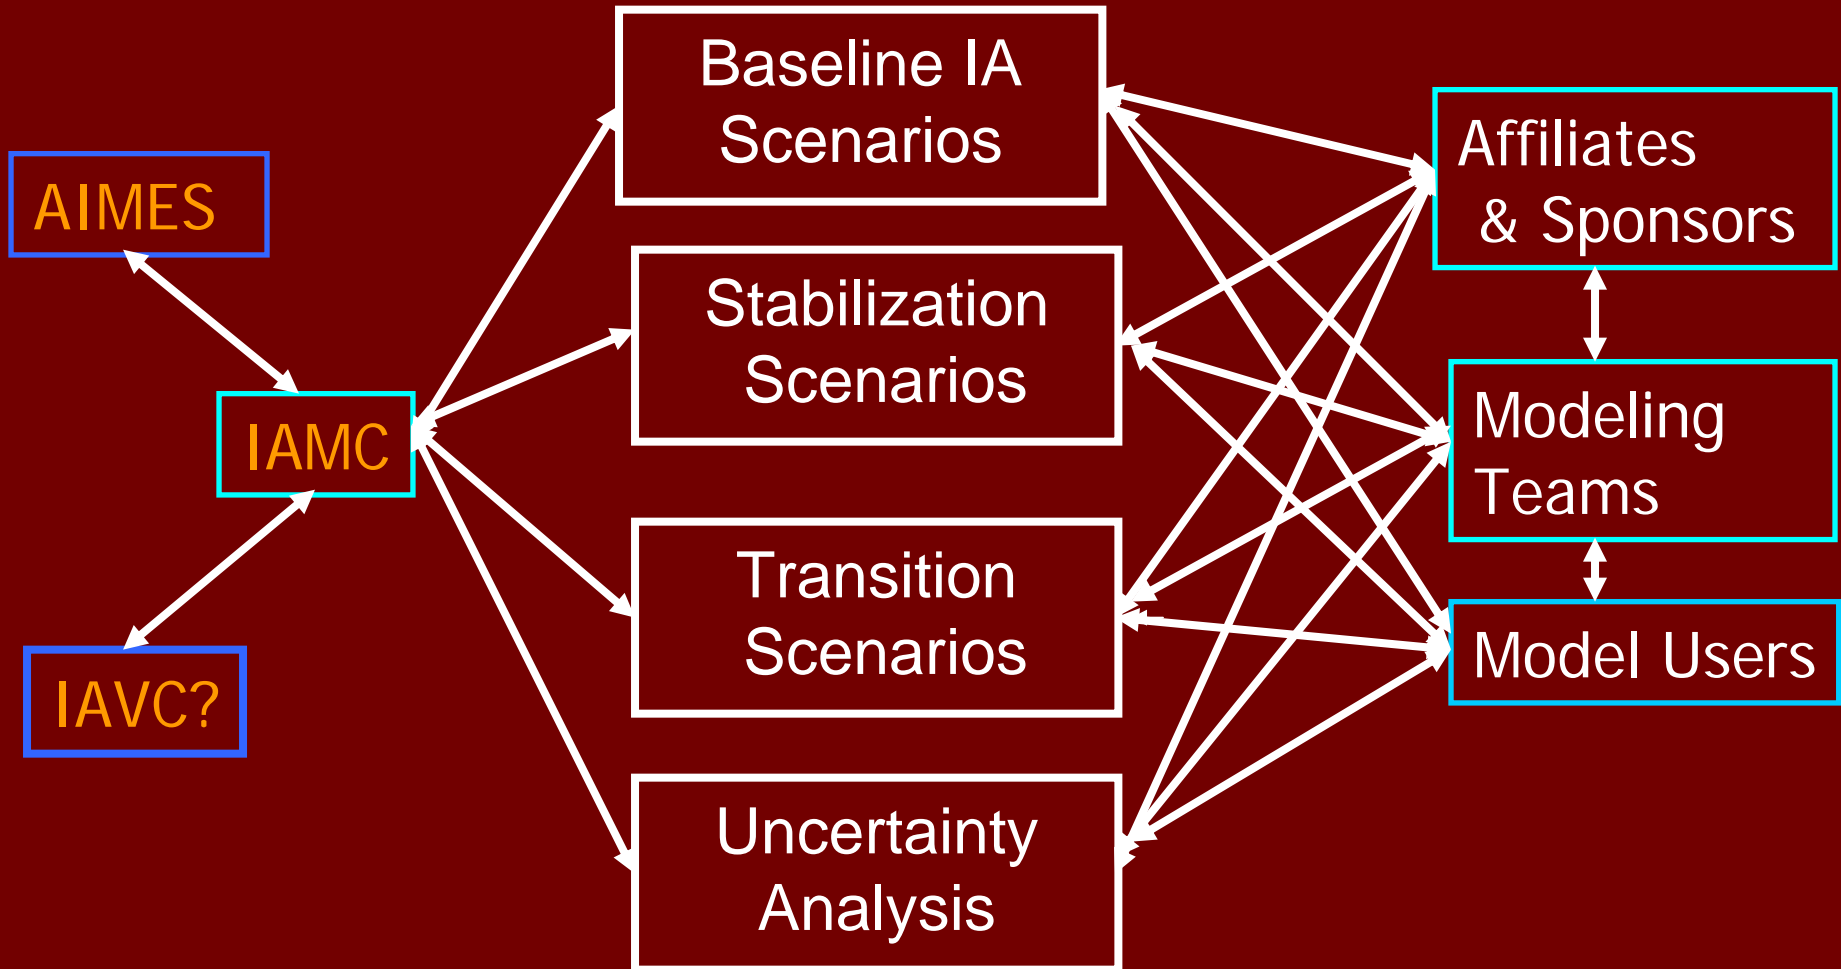 AIMES
IAMC
IAVC?
Baseline IA
Scenarios
Stabilization
Scenarios
Transition
Scenarios
Uncertainty
Analysis
Affiliates
& Sponsors
Modeling
Teams
Model Users